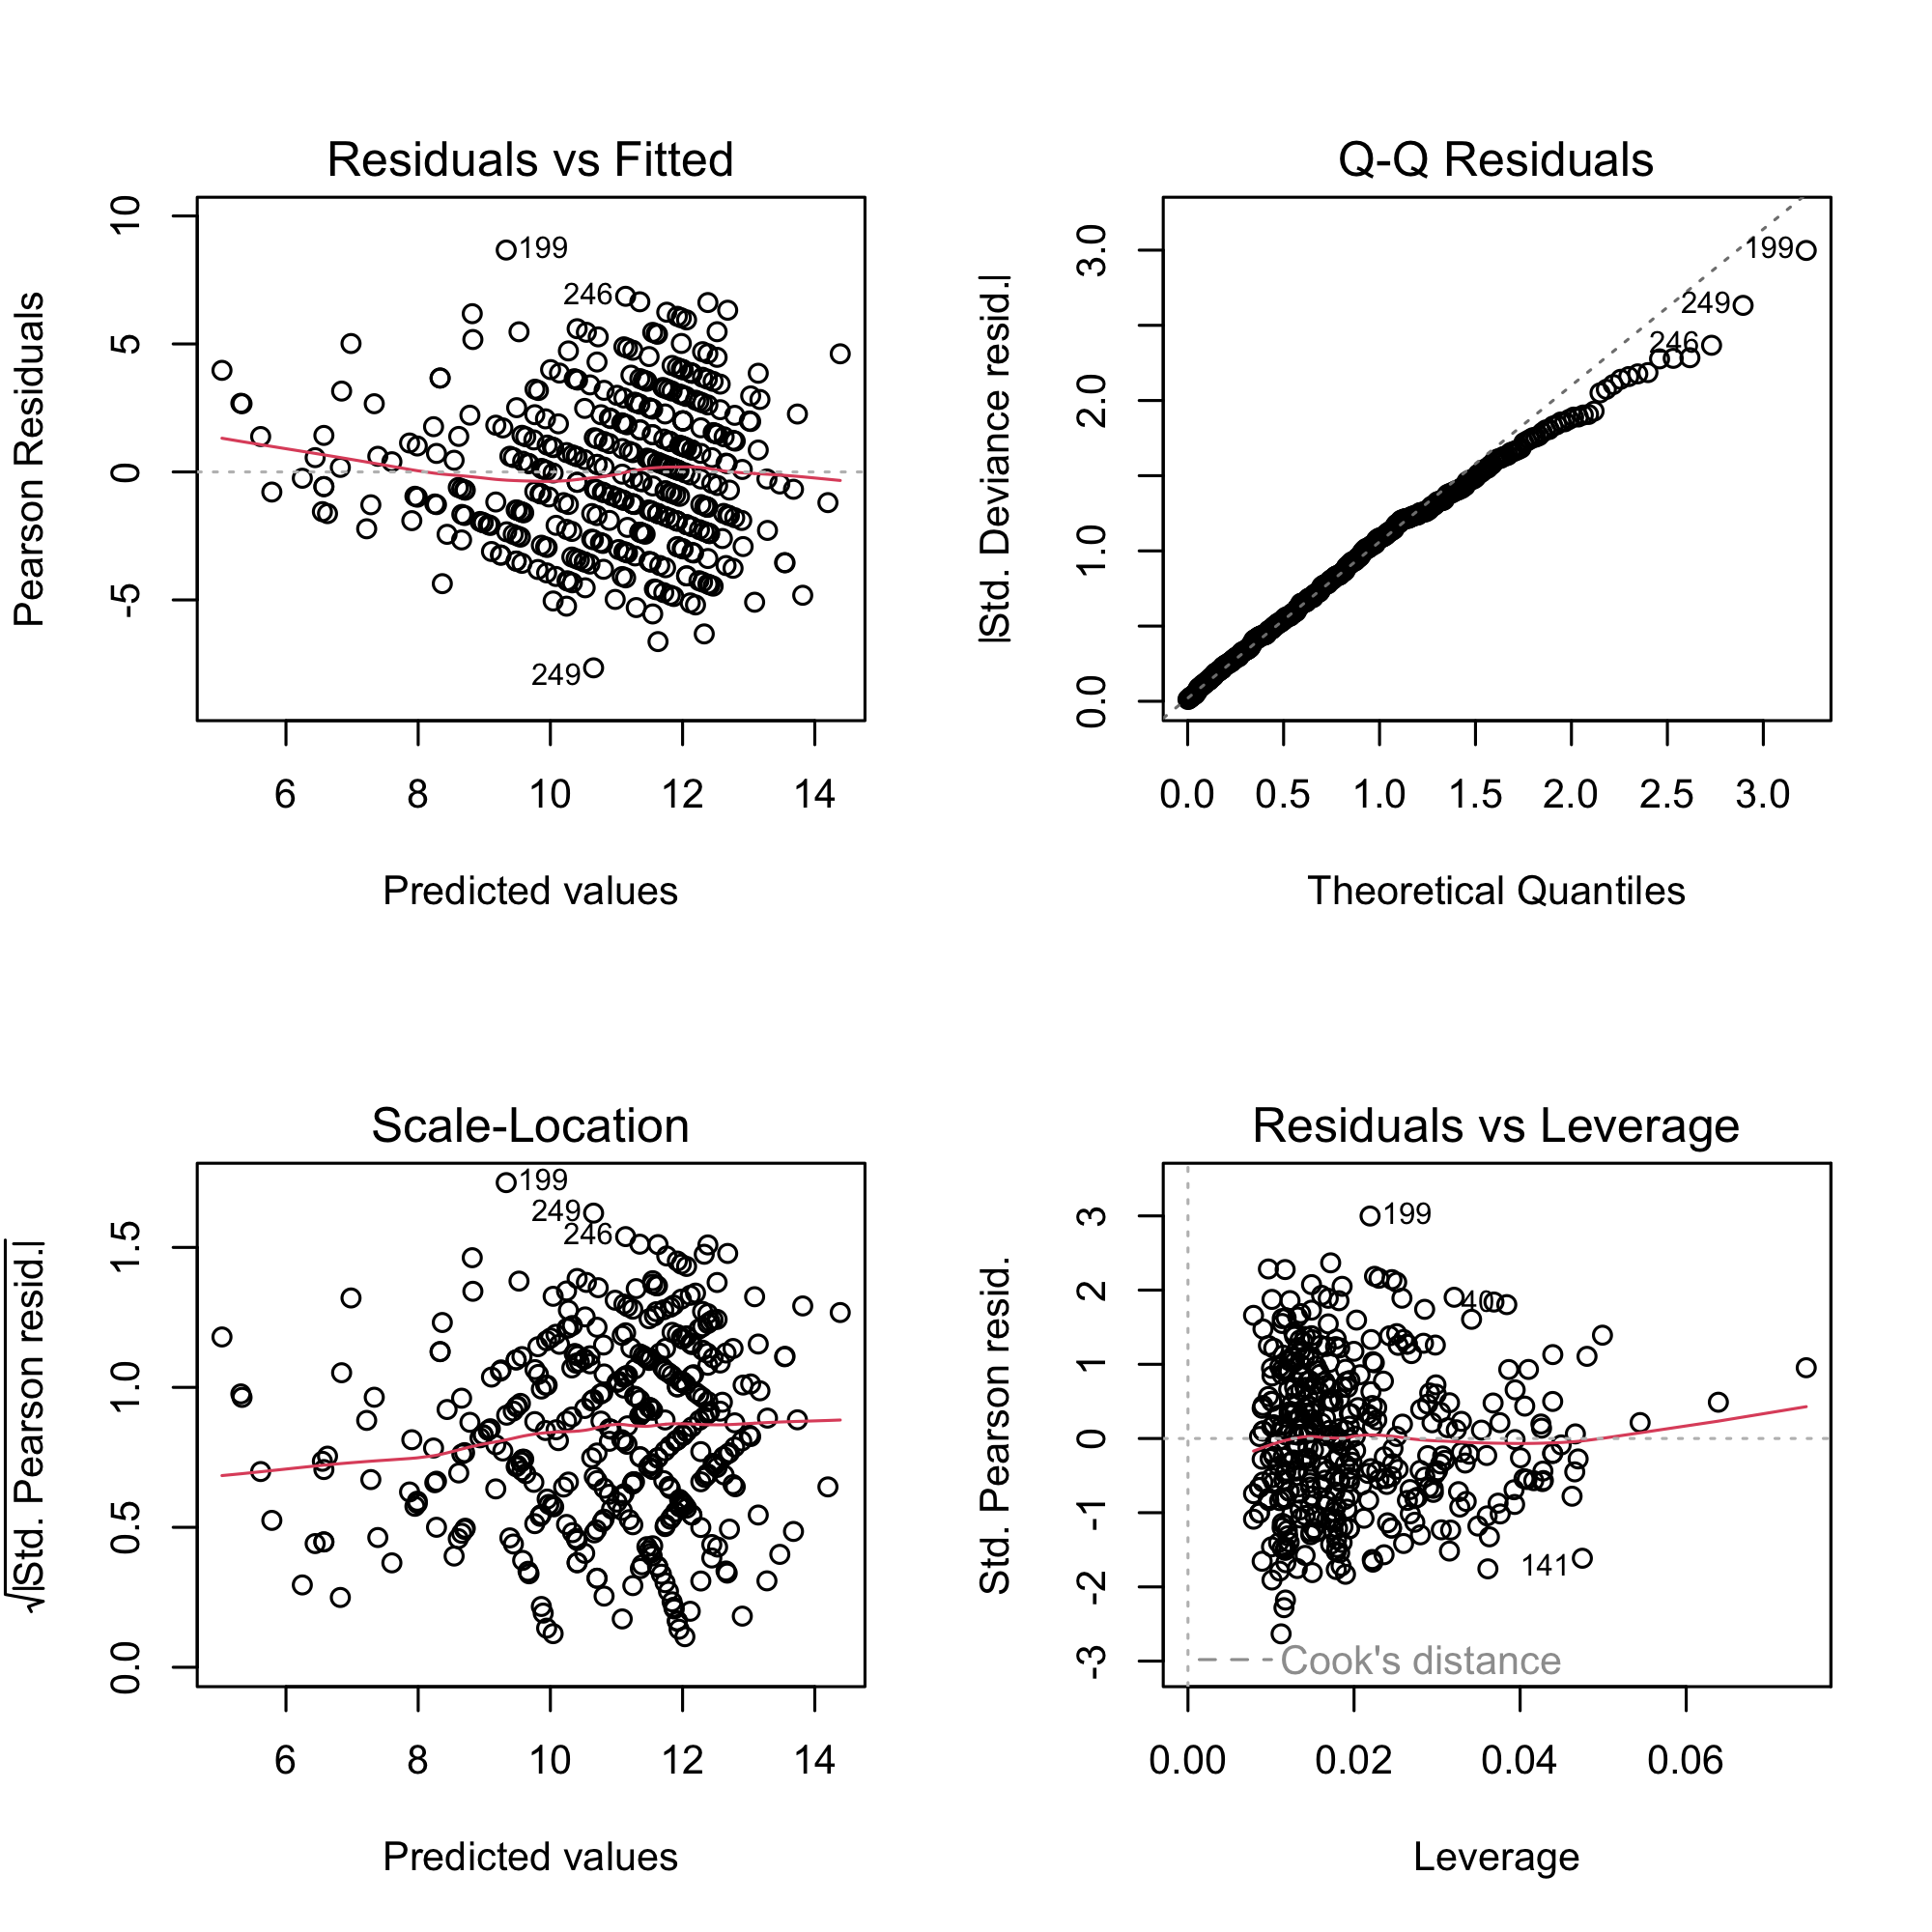 Residuals vs Fitted
Pearson Residuals
10
5
0
-5
199
246
249
6 8 10 12 14
Predicted values
Q-Q Residuals
|Std. Deviance resid.|
3.0
2.0
1.0
0.0
199
249
246
0.0 0.5 1.0 1.5 2.0 2.5 3.0
Theoretical Quantiles
Scale-Location
√|Std. Pearson resid.|
1.5
1.0
0.5
0.0
199
249
246
6 8 10 12 14
Predicted values
Residuals vs Leverage
Std. Pearson resid.
3
2
1
0
-1
-2
-3
199
40
141
Cook's distance
0.00 0.02 0.04 0.06
Leverage